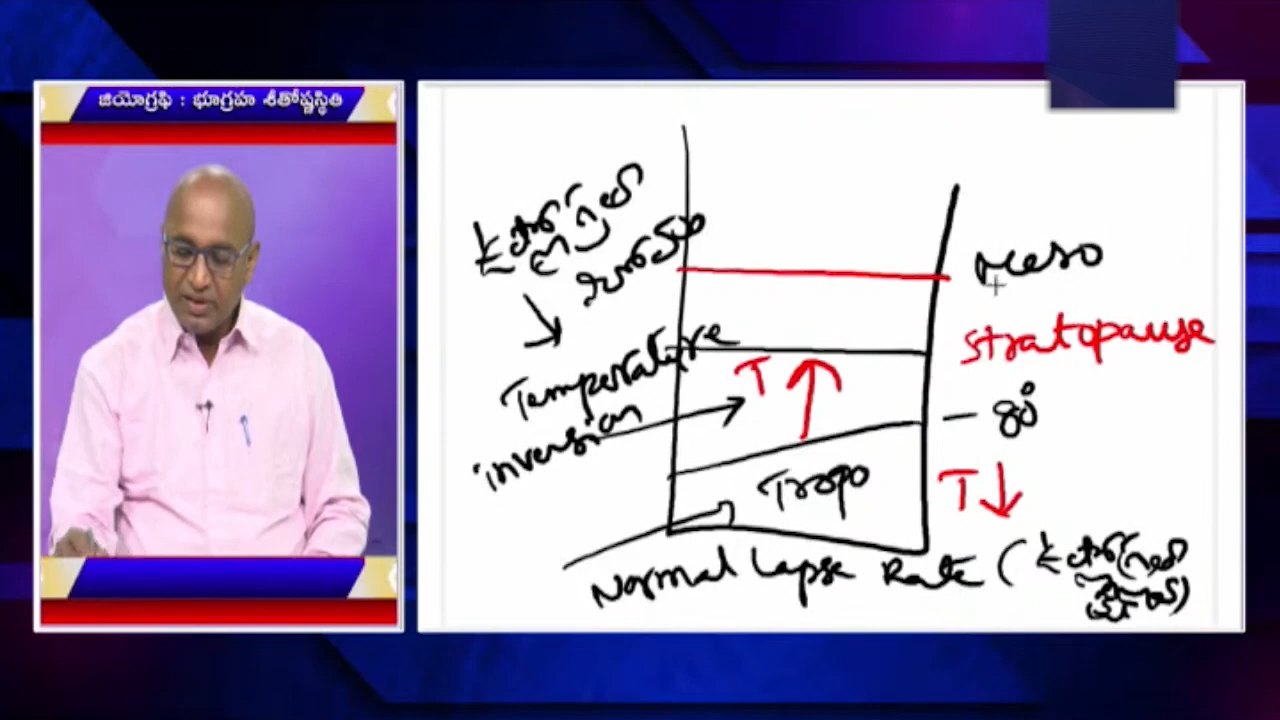 జియోగ్రఫి : భూగ్రహ శీతోష్ణస్థితి
Meso
Stratopause
Temperature
inversion
T
- 80°
Tropo
T↓
Normal Lapse Rate (